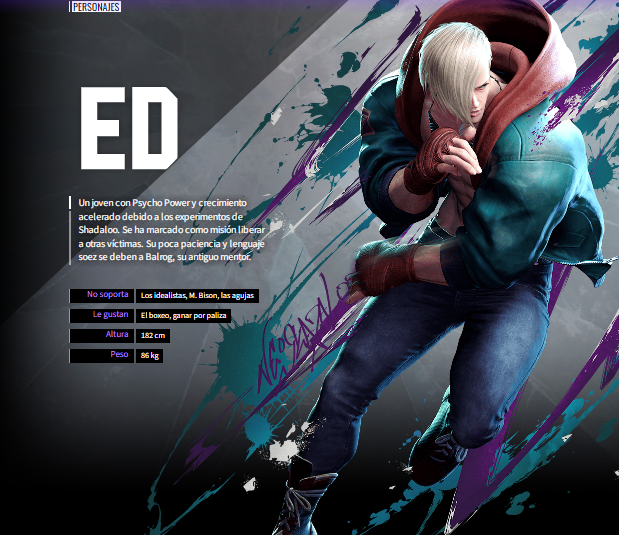 PERSONAJES
ED
Un joven con Psycho Power y crecimiento
acelerado debido a los experimentos de
Shadaloo. Se ha marcado como misión liberar
a otras víctimas. Su poca paciencia y lenguaje
soez se deben a Balrog, su antiguo mentor.
No soporta Los idealistas, M. Bison, las agujas
Le gustan El boxeo, ganar por paliza
Altura 182 cm
Peso 86 kg